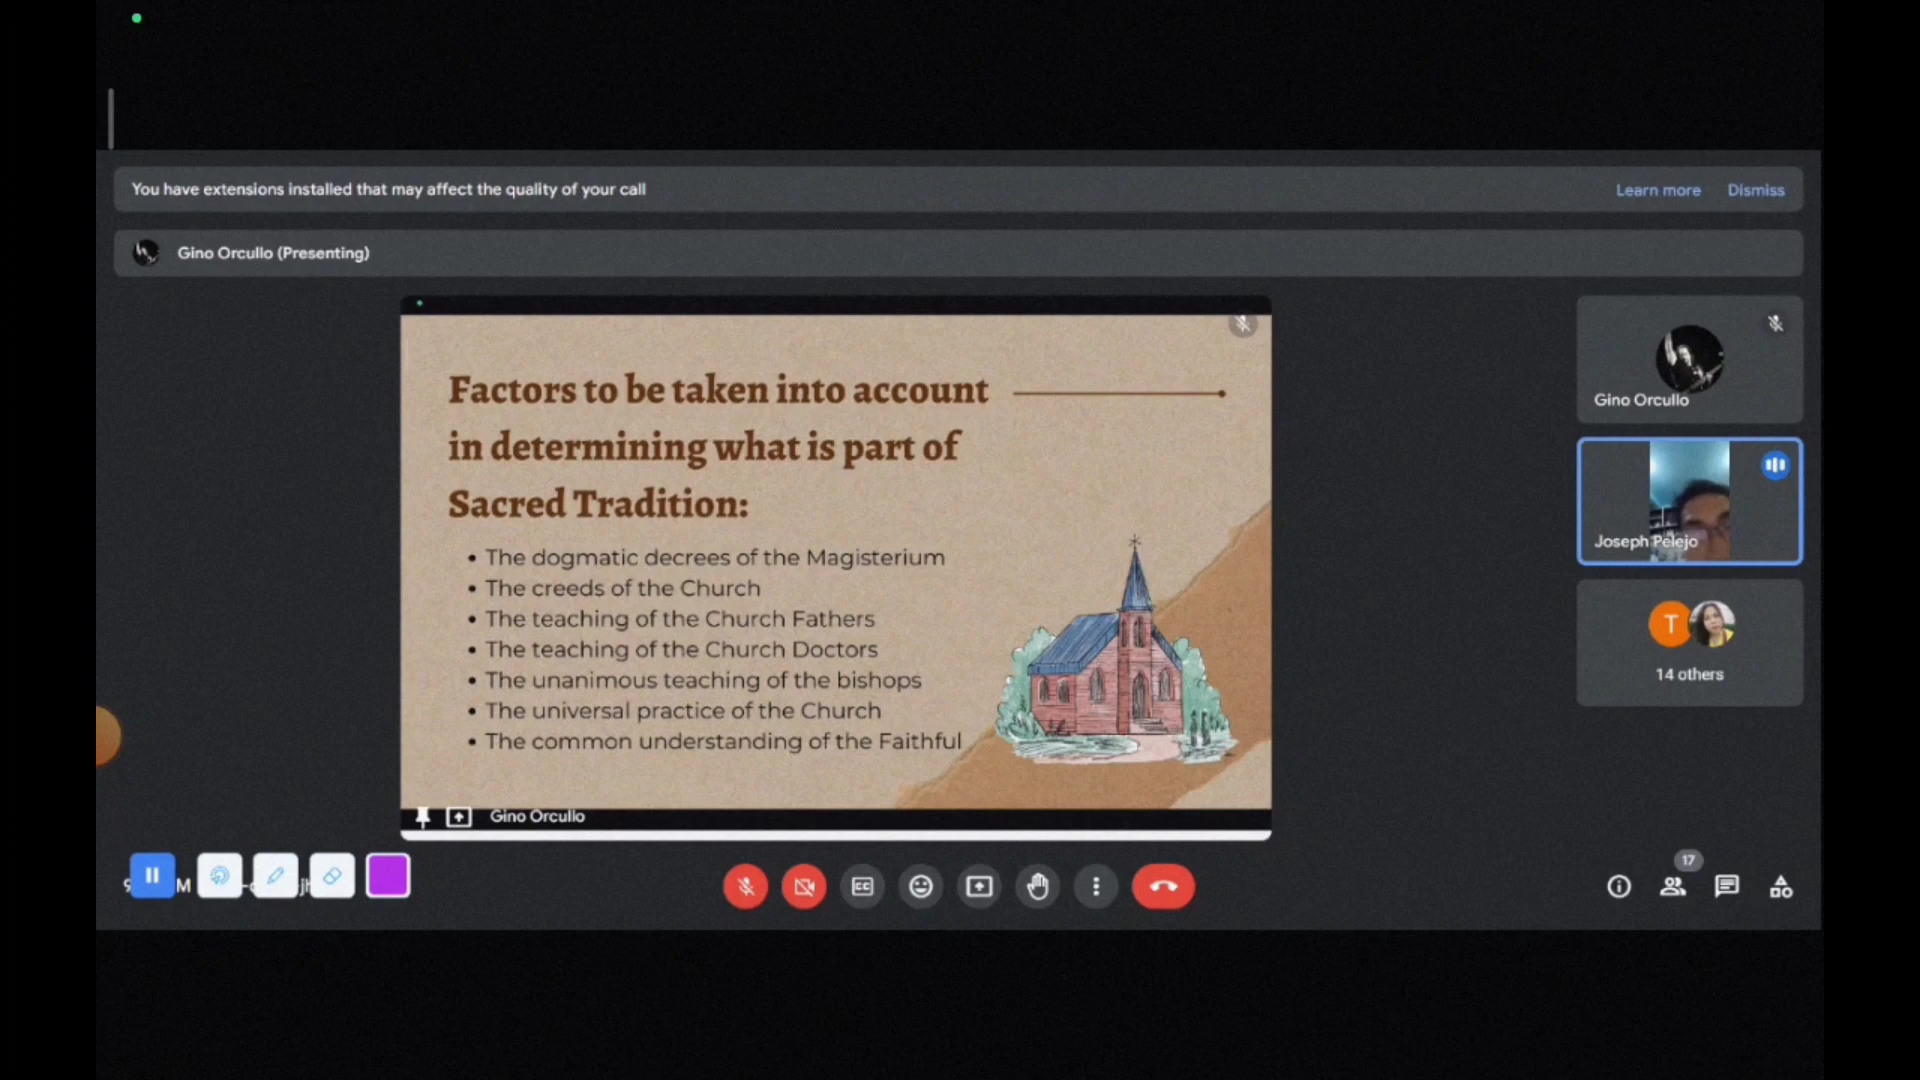 You have extensions installed that may affect the quality of your call
Learn more
Dismiss
Gino Orcullo (Presenting)
Factors to be taken into account
in determining what is part of
Sacred Tradition:
• The dogmatic decrees of the Magisterium
• The creeds of the Church
• The teaching of the Church Fathers
• The teaching of the Church Doctors
• The unanimous teaching of the bishops
• The universal practice of the Church
• The common understanding of the Faithful
Gino Orcullo
Gino Orcullo
Joseph Pelejo
T
14 others
CC
17